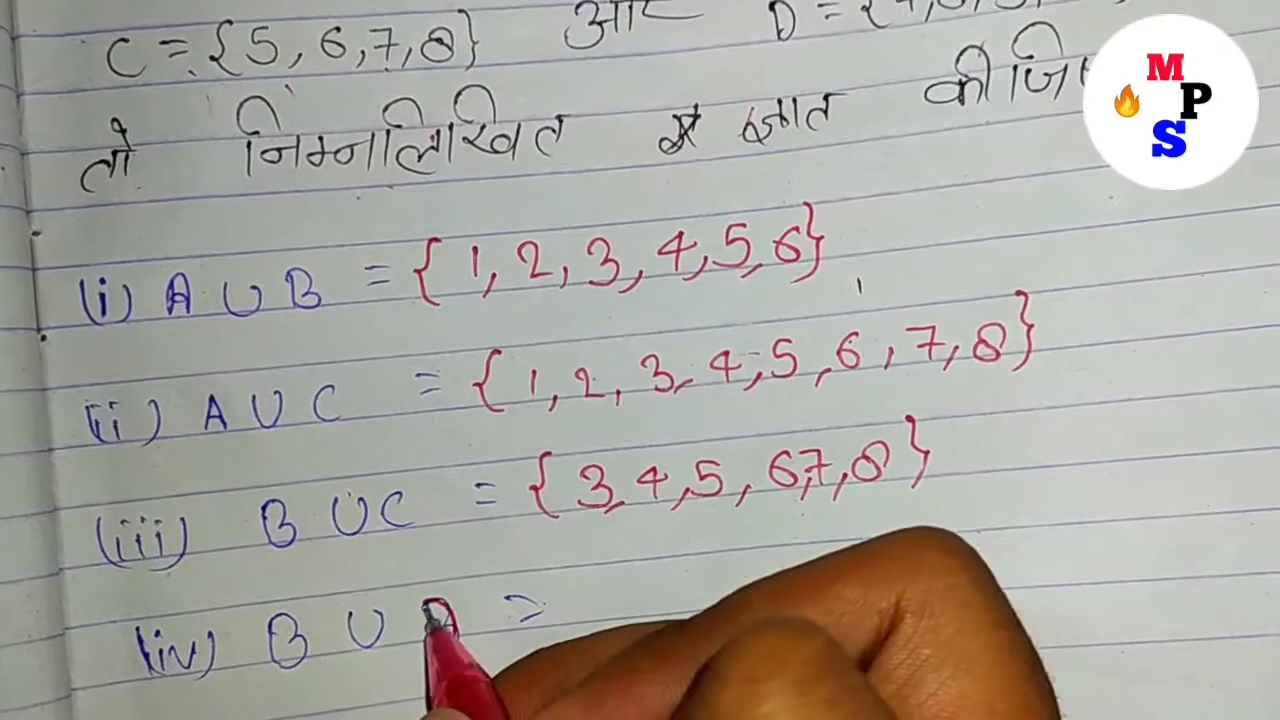 C = {5, 6, 7, 8} और D =
तो निम्नलिखित ज्ञात
(i) A ∪ B = {1, 2, 3, 4, 5, 6}
(ii) A ∪ C = {1, 2, 3, 4, 5, 6, 7, 8}
(iii) B ∪ C = {3, 4, 5, 6, 7, 8}
(iv) B ∪ D =
M
P
S